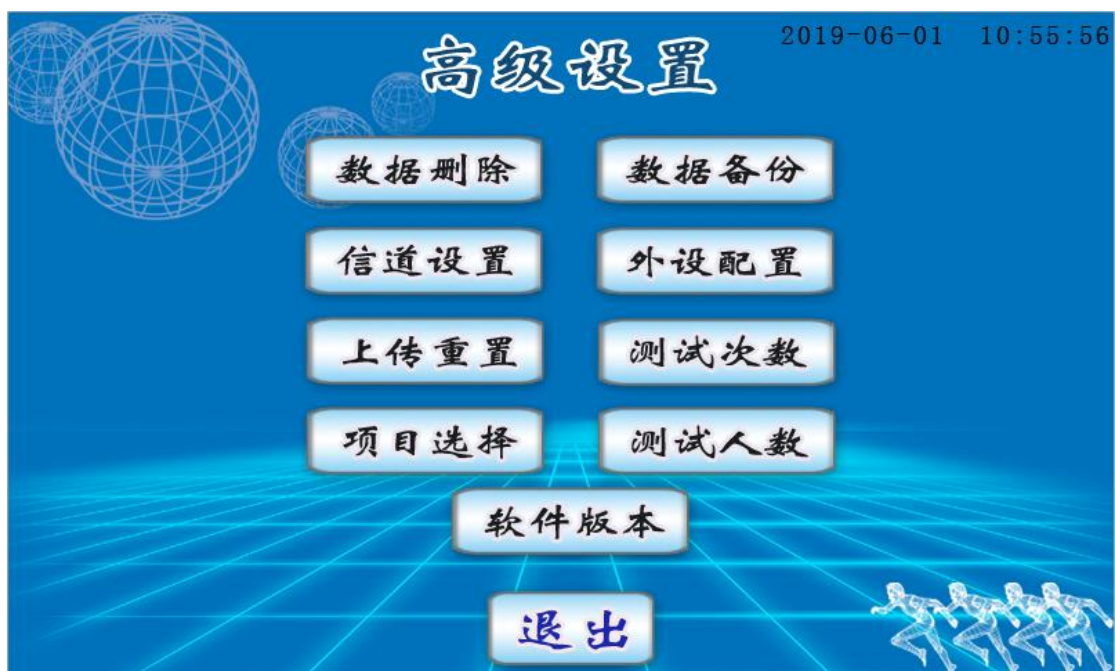 2019-06-01 10:55:56
高级设置
数据删除 数据备份
信道设置 外设配置
上传重置 测试次数
项目选择 测试人数
软件版本
退出